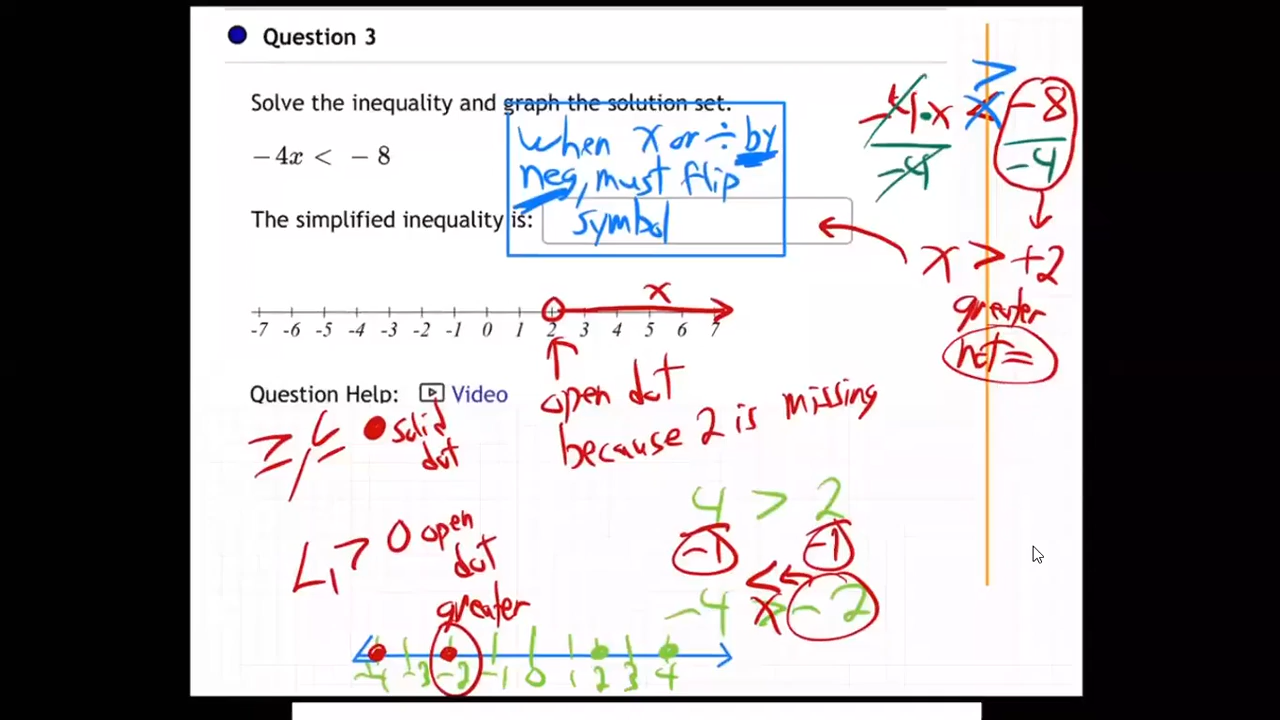 Question 3
Solve the inequality and graph the solution set.
−4x < −8
The simplified inequality is:
When x or ÷ by
neg, must flip
symbol
>
-4·x < -8
-4 -4
x > +2
greater
not =
x
-7 -6 -5 -4 -3 -2 -1 0 1 2 3 4 5 6 7
open dot
because 2 is missing
Question Help: Video
≥/≤ solid
dot
<, > open
dot
4 > 2
-1 -1
<
-4 > -2
greater
-4 -3 -2 -1 0 1 2 3 4